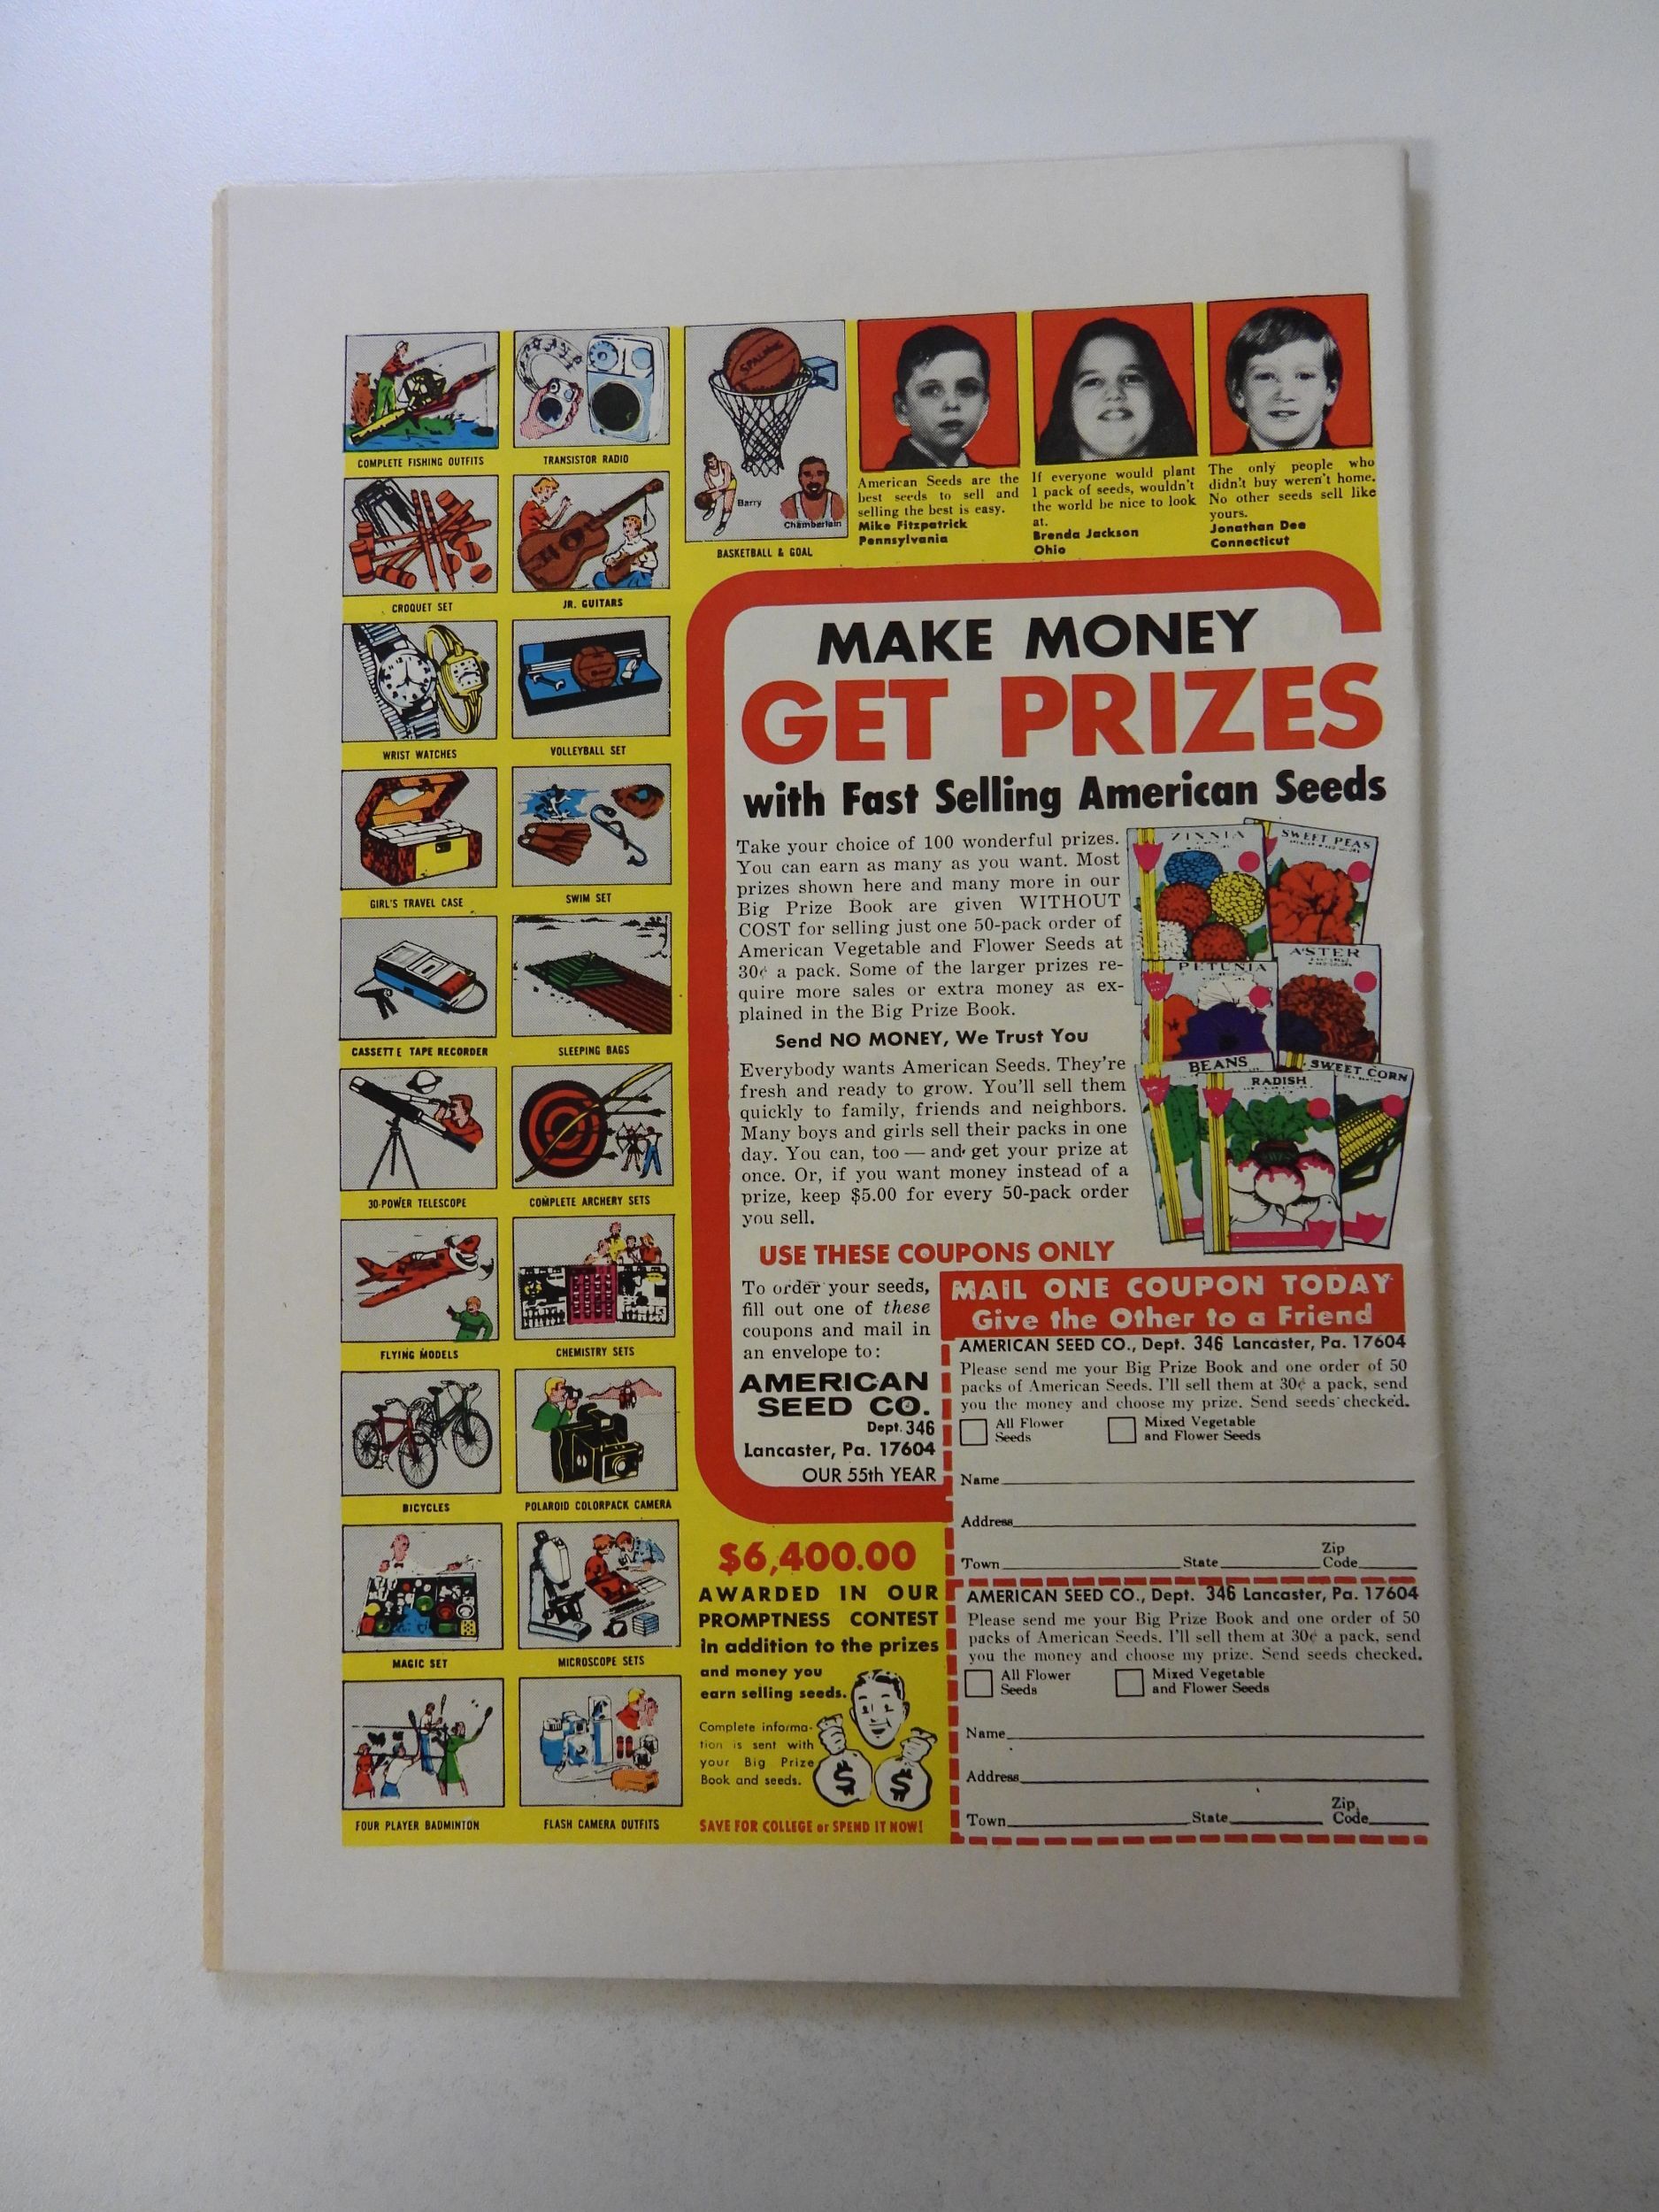 COMPLETE FISHING OUTFITS
TRANSISTOR RADIO
SPALDING
Barry
Chamberlain
BASKETBALL & GOAL
CROQUET SET
JR. GUITARS
WRIST WATCHES
VOLLEYBALL SET
GIRL'S TRAVEL CASE
SWIM SET
CASSETTE TAPE RECORDER
SLEEPING BAGS
30-POWER TELESCOPE
COMPLETE ARCHERY SETS
FLYING MODELS
CHEMISTRY SETS
BICYCLES
POLAROID COLORPACK CAMERA
MAGIC SET
MICROSCOPE SETS
FOUR PLAYER BADMINTON
FLASH CAMERA OUTFITS
American Seeds are the
best seeds to sell and
selling the best is easy.
Mike Fitzpatrick
Pennsylvania
If everyone would plant
1 pack of seeds, wouldn't
the world be nice to look
at.
Brenda Jackson
Ohio
The only people who
didn't buy weren't home.
No other seeds sell like
yours.
Jonathan Dee
Connecticut
MAKE MONEY
GET PRIZES
with Fast Selling American Seeds
Take your choice of 100 wonderful prizes.
You can earn as many as you want. Most
prizes shown here and many more in our
Big Prize Book are given WITHOUT
COST for selling just one 50-pack order of
American Vegetable and Flower Seeds at
30¢ a pack. Some of the larger prizes re-
quire more sales or extra money as ex-
plained in the Big Prize Book.
Send NO MONEY, We Trust You
Everybody wants American Seeds. They're
fresh and ready to grow. You'll sell them
quickly to family, friends and neighbors.
Many boys and girls sell their packs in one
day. You can, too — and get your prize at
once. Or, if you want money instead of a
prize, keep $5.00 for every 50-pack order
you sell.
ZINNIA
SWEET PEAS
PETUNIA
ASTER
BEANS
RADISH
SWEET CORN
USE THESE COUPONS ONLY
To order your seeds,
fill out one of these
coupons and mail in
an envelope to:
AMERICAN
SEED CO.
Dept. 346
Lancaster, Pa. 17604
OUR 55th YEAR
MAIL ONE COUPON TODAY
Give the Other to a Friend
AMERICAN SEED CO., Dept. 346 Lancaster, Pa. 17604
Please send me your Big Prize Book and one order of 50
packs of American Seeds. I'll sell them at 30¢ a pack, send
you the money and choose my prize. Send seeds checked.
All Flower Seeds
Mixed Vegetable and Flower Seeds
Name
Address
Town State Zip Code
$6,400.00
AWARDED IN OUR
PROMPTNESS CONTEST
in addition to the prizes
and money you
earn selling seeds.
Complete informa-
tion is sent with
your Big Prize
Book and seeds.
$ $
SAVE FOR COLLEGE or SPEND IT NOW!
AMERICAN SEED CO., Dept. 346 Lancaster, Pa. 17604
Please send me your Big Prize Book and one order of 50
packs of American Seeds. I'll sell them at 30¢ a pack, send
you the money and choose my prize. Send seeds checked.
All Flower Seeds
Mixed Vegetable and Flower Seeds
Name
Address
Town State Zip Code